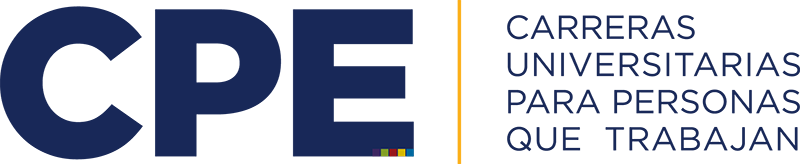 CPE
CARRERAS
UNIVERSITARIAS
PARA PERSONAS
QUE TRABAJAN